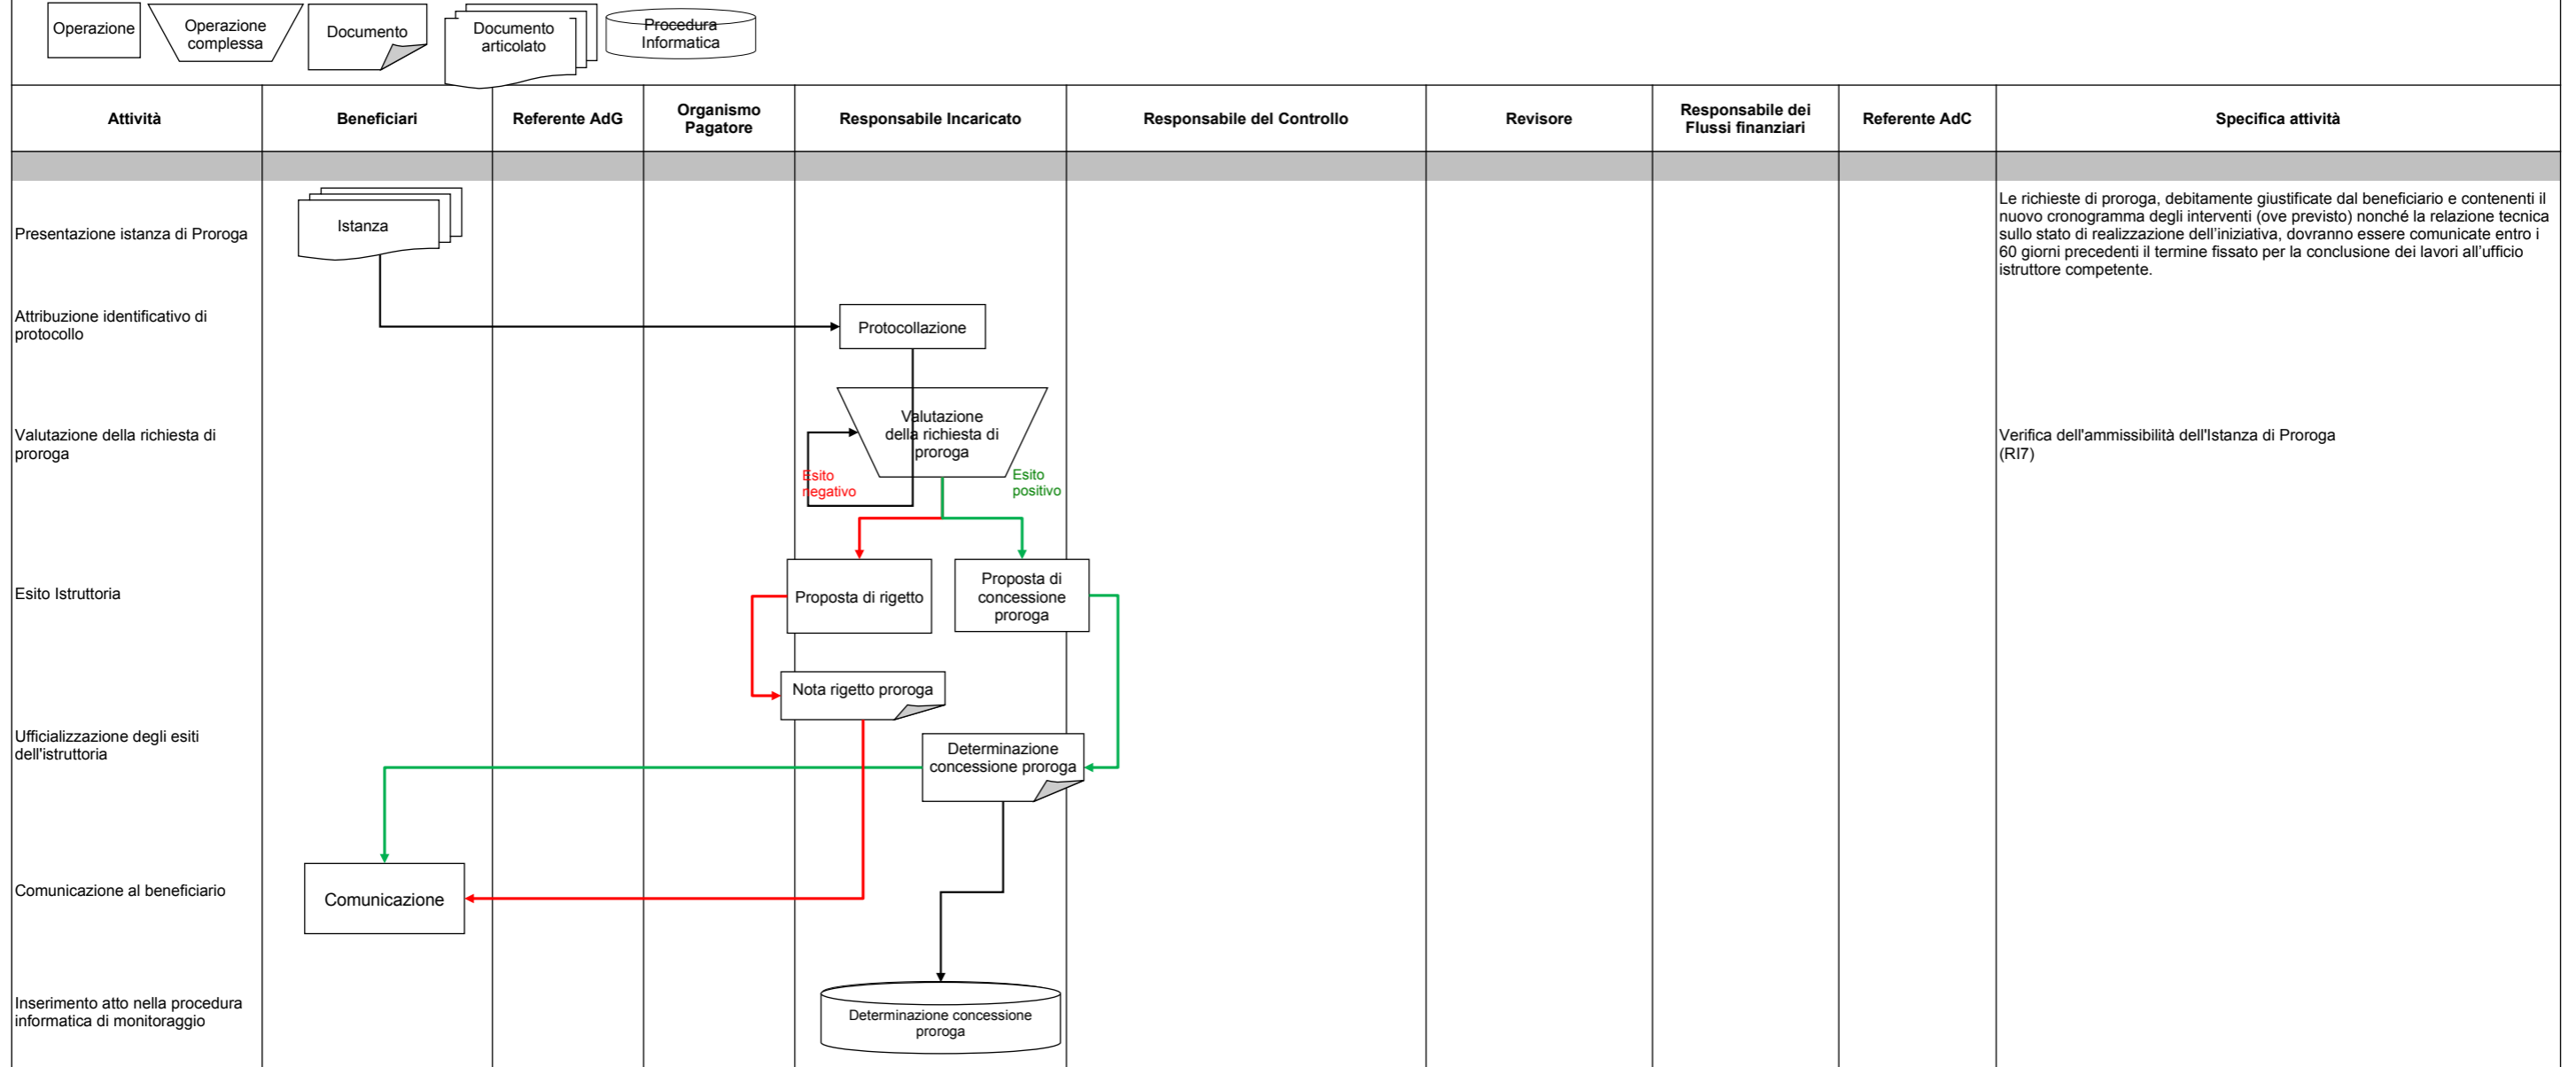 Operazione
Operazione
complessa
Documento
Documento
articolato
Procedura
Informatica
Attività
Beneficiari
Referente AdG
Organismo
Pagatore
Responsabile Incaricato
Responsabile del Controllo
Revisore
Responsabile dei
Flussi finanziari
Referente AdC
Specifica attività
Presentazione istanza di Proroga
Istanza
Le richieste di proroga, debitamente giustificate dal beneficiario e contenenti il
nuovo cronogramma degli interventi (ove previsto) nonché la relazione tecnica
sullo stato di realizzazione dell’iniziativa, dovranno essere comunicate entro i
60 giorni precedenti il termine fissato per la conclusione dei lavori all’ufficio
istruttore competente.
Attribuzione identificativo di
protocollo
Protocollazione
Valutazione della richiesta di
proroga
Valutazione
della richiesta di
proroga
Esito
negativo
Esito
positivo
Verifica dell'ammissibilità dell'Istanza di Proroga
(RI7)
Esito Istruttoria
Proposta di rigetto
Proposta di
concessione
proroga
Nota rigetto proroga
Ufficializzazione degli esiti
dell'istruttoria
Determinazione
concessione proroga
Comunicazione al beneficiario
Comunicazione
Inserimento atto nella procedura
informatica di monitoraggio
Determinazione concessione
proroga